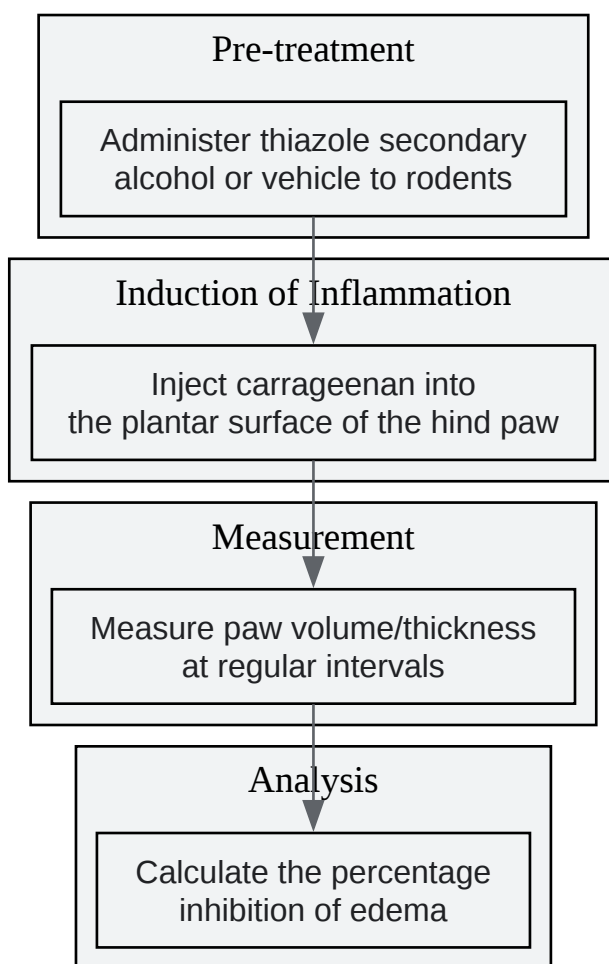 Pre-treatment
Administer thiazole secondary
alcohol or vehicle to rodents
Induction of Inflammation
Inject carrageenan into
the plantar surface of the hind paw
Measurement
Measure paw volume/thickness
at regular intervals
Analysis
Calculate the percentage
inhibition of edema